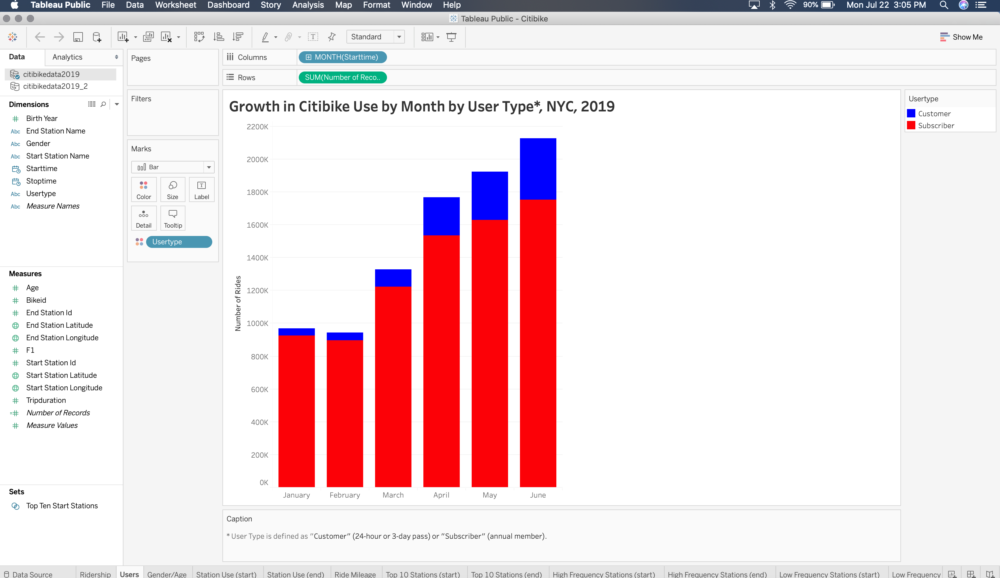 Tableau Public File Data Worksheet Dashboard Story Analysis Map Format Window Help 90% Mon Jul 22 3:05 PM
Tableau Public - Citibike
Standard Show Me
Data Analytics
citibikedata2019
citibikedata2019_2
Dimensions
# Birth Year
Abc End Station Name
Abc Gender
Abc Start Station Name
Starttime
Stoptime
Abc Usertype
Abc Measure Names
Measures
# Age
# Bikeid
# End Station Id
End Station Latitude
End Station Longitude
# F1
# Start Station Id
Start Station Latitude
Start Station Longitude
# Tripduration
=# Number of Records
# Measure Values
Sets
Top Ten Start Stations
Pages
Filters
Marks
Bar
Color Size Label
Detail Tooltip
Usertype
Columns MONTH(Starttime)
Rows SUM(Number of Reco..
Growth in Citibike Use by Month by User Type*, NYC, 2019
Number of Rides
2200K
2000K
1800K
1600K
1400K
1200K
1000K
800K
600K
400K
200K
0K
January February March April May June
Usertype
Customer
Subscriber
Caption
* User Type is defined as "Customer" (24-hour or 3-day pass) or "Subscriber" (annual member).
Data Source Ridership Users Gender/Age Station Use (start) Station Use (end) Ride Mileage Top 10 Stations (start) Top 10 Stations (end) High Frequency Stations (start) High Frequency Stations (end) Low Frequency Stations (start) Low Frequency